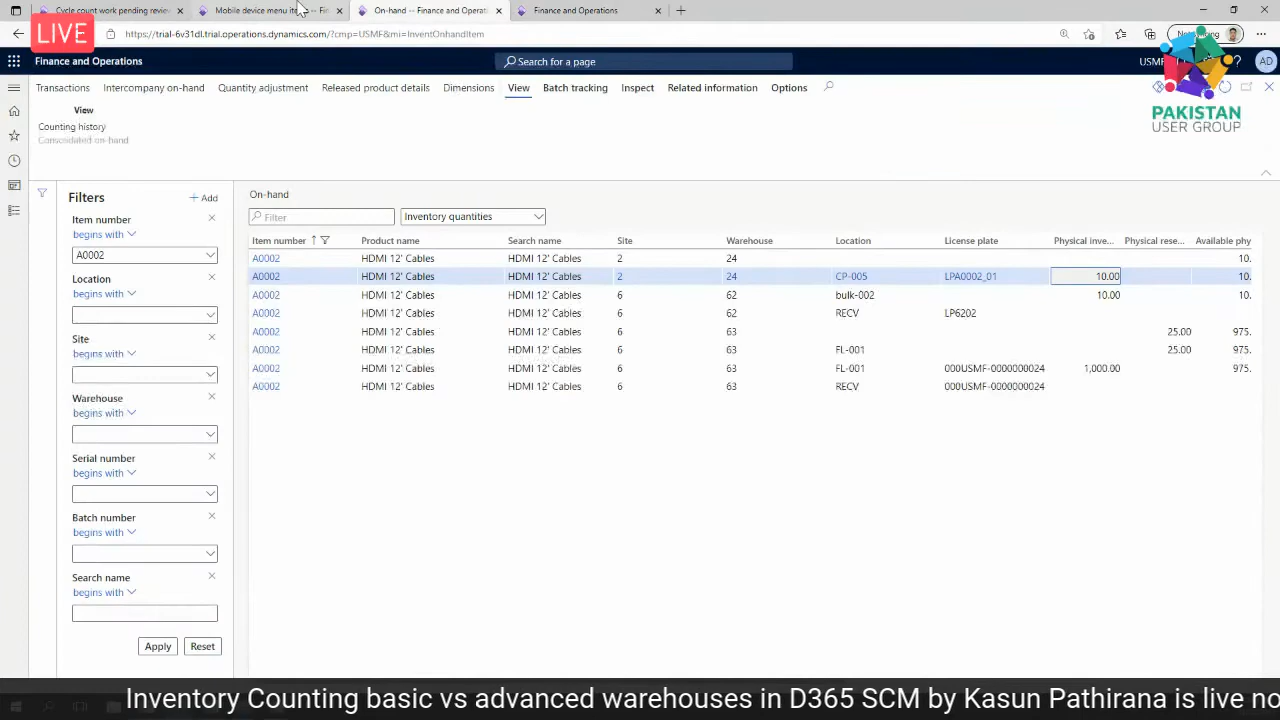 Cycle count work pending review
Mobile device menu items
On-hand -- Finance and Operati
Finance and Operations
LIVE
https://trial-6v31dl.trial.operations.dynamics.com/?cmp=USMF&mi=InventOnhandItem
Finance and Operations
Search for a page
USMF
?
AD
Transactions
Intercompany on-hand
Quantity adjustment
Released product details
Dimensions
View
Batch tracking
Inspect
Related information
Options
PAKISTAN
USER GROUP
View
Counting history
Consolidated on-hand
Filters
+ Add
Item number
begins with
A0002
Location
begins with
Site
begins with
Warehouse
begins with
Serial number
begins with
Batch number
begins with
Search name
begins with
Apply Reset
On-hand
Filter
Inventory quantities
Item number Product name Search name Site Warehouse Location License plate Physical inve... Physical rese... Available phy
A0002 HDMI 12' Cables HDMI 12' Cables 2 24 10.
A0002 HDMI 12' Cables HDMI 12' Cables 2 24 CP-005 LPA0002_01 10.00 10.
A0002 HDMI 12' Cables HDMI 12' Cables 6 62 bulk-002 10.00 10.
A0002 HDMI 12' Cables HDMI 12' Cables 6 62 RECV LP6202
A0002 HDMI 12' Cables HDMI 12' Cables 6 63 25.00 975.
A0002 HDMI 12' Cables HDMI 12' Cables 6 63 FL-001 25.00 975.
A0002 HDMI 12' Cables HDMI 12' Cables 6 63 FL-001 000USMF-0000000024 1,000.00 975.
A0002 HDMI 12' Cables HDMI 12' Cables 6 63 RECV 000USMF-0000000024
Inventory Counting basic vs advanced warehouses in D365 SCM by Kasun Pathirana is live no